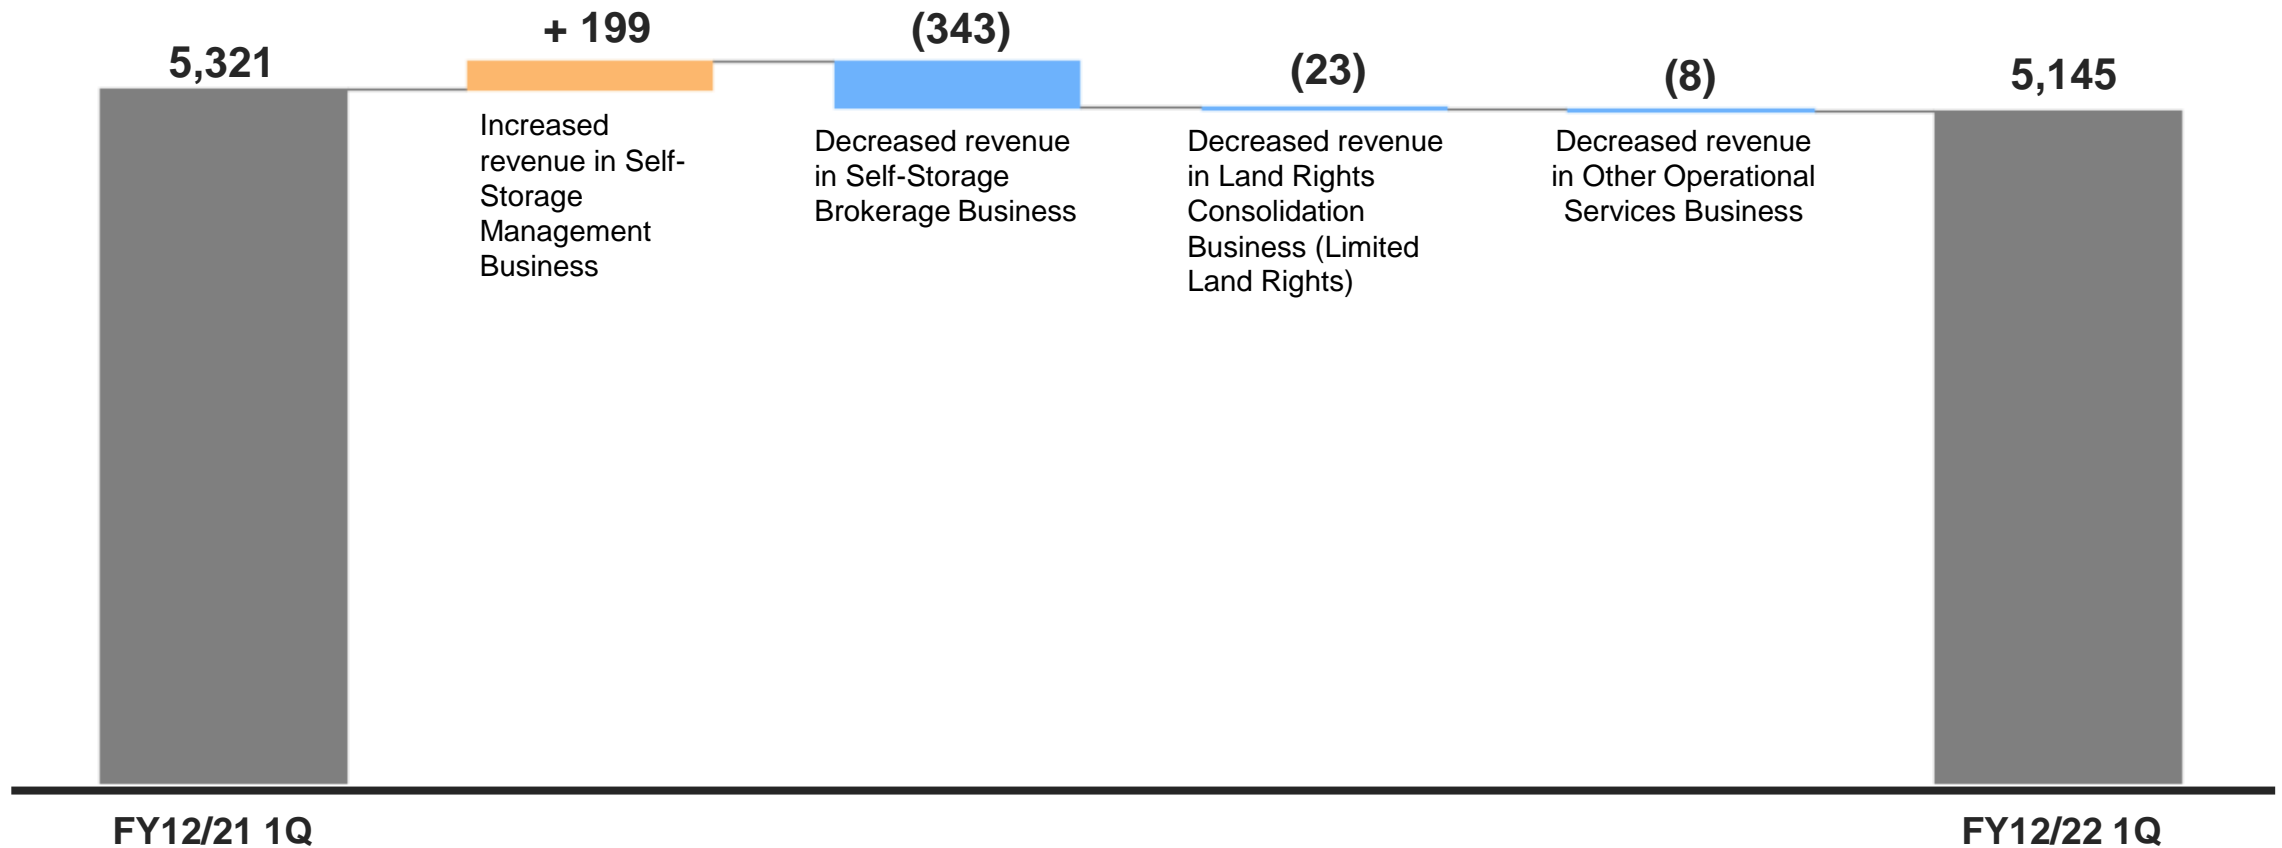 5,321
+ 199
(343)
(23)
(8)
5,145
Increased
revenue in Self-
Storage
Management
Business
Decreased revenue
in Self-Storage
Brokerage Business
Decreased revenue
in Land Rights
Consolidation
Business (Limited
Land Rights)
Decreased revenue
in Other Operational
Services Business
FY12/21 1Q
FY12/22 1Q